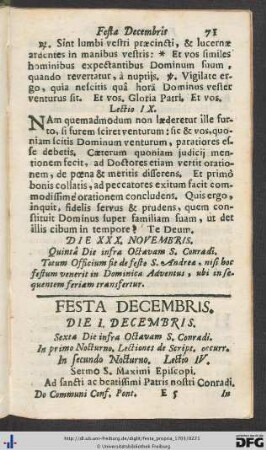 Festa Decembris 71
℟. Sint lumbi vestri præcincti, & lucernæ
ardentes in manibus vestris: * Et vos similes
hominibus expectantibus Dominum suum,
quando revertatur, à nuptijs. ℣. Vigilate er-
go, quia nescitis quâ horâ Dominus vester
venturus sit. Et vos. Gloria Patri. Et vos.
Lectio IX.
NAm quemadmodum non læderetur ille fur-
to, si furem sciret venturum: sic & vos, quo-
niam scitis Dominum venturum, paratiores es-
se debetis. Cæterum quoniam judicij men-
tionem fecit, ad Doctores etiam vertit oratio-
nem, de pœna & meritis differens. Et primò
bonis collatis, ad peccatores exitum facit com-
modissimè orationem concludens. Quis ergo,
inquit, fidelis servus & prudens, quem con-
stituit Dominus super familiam suam, ut det
illis cibum in tempore? Te Deum.
DIE XXX. NOVEMBRIS.
Quintâ Die infra Octavam S. Conradi.
Totum Officium fit de festo S. Andreæ, nisi hoc
festum venerit in Dominica Adventus, ubi in se-
quentem feriam transfertur.
FESTA DECEMBRIS.
DIE I. DECEMBRIS.
Sextâ Die infra Octavam S. Conradi.
In primo Nocturno, Lectiones de Script. occurr.
In secundo Nocturno. Lectio IV.
Sermo S. Maximi Episcopi.
Ad sancti ac beatissimi Patris nostri Conradi,
De Communi Conf. Pont. E 5 In
© Universitätsbibliothek Freiburg